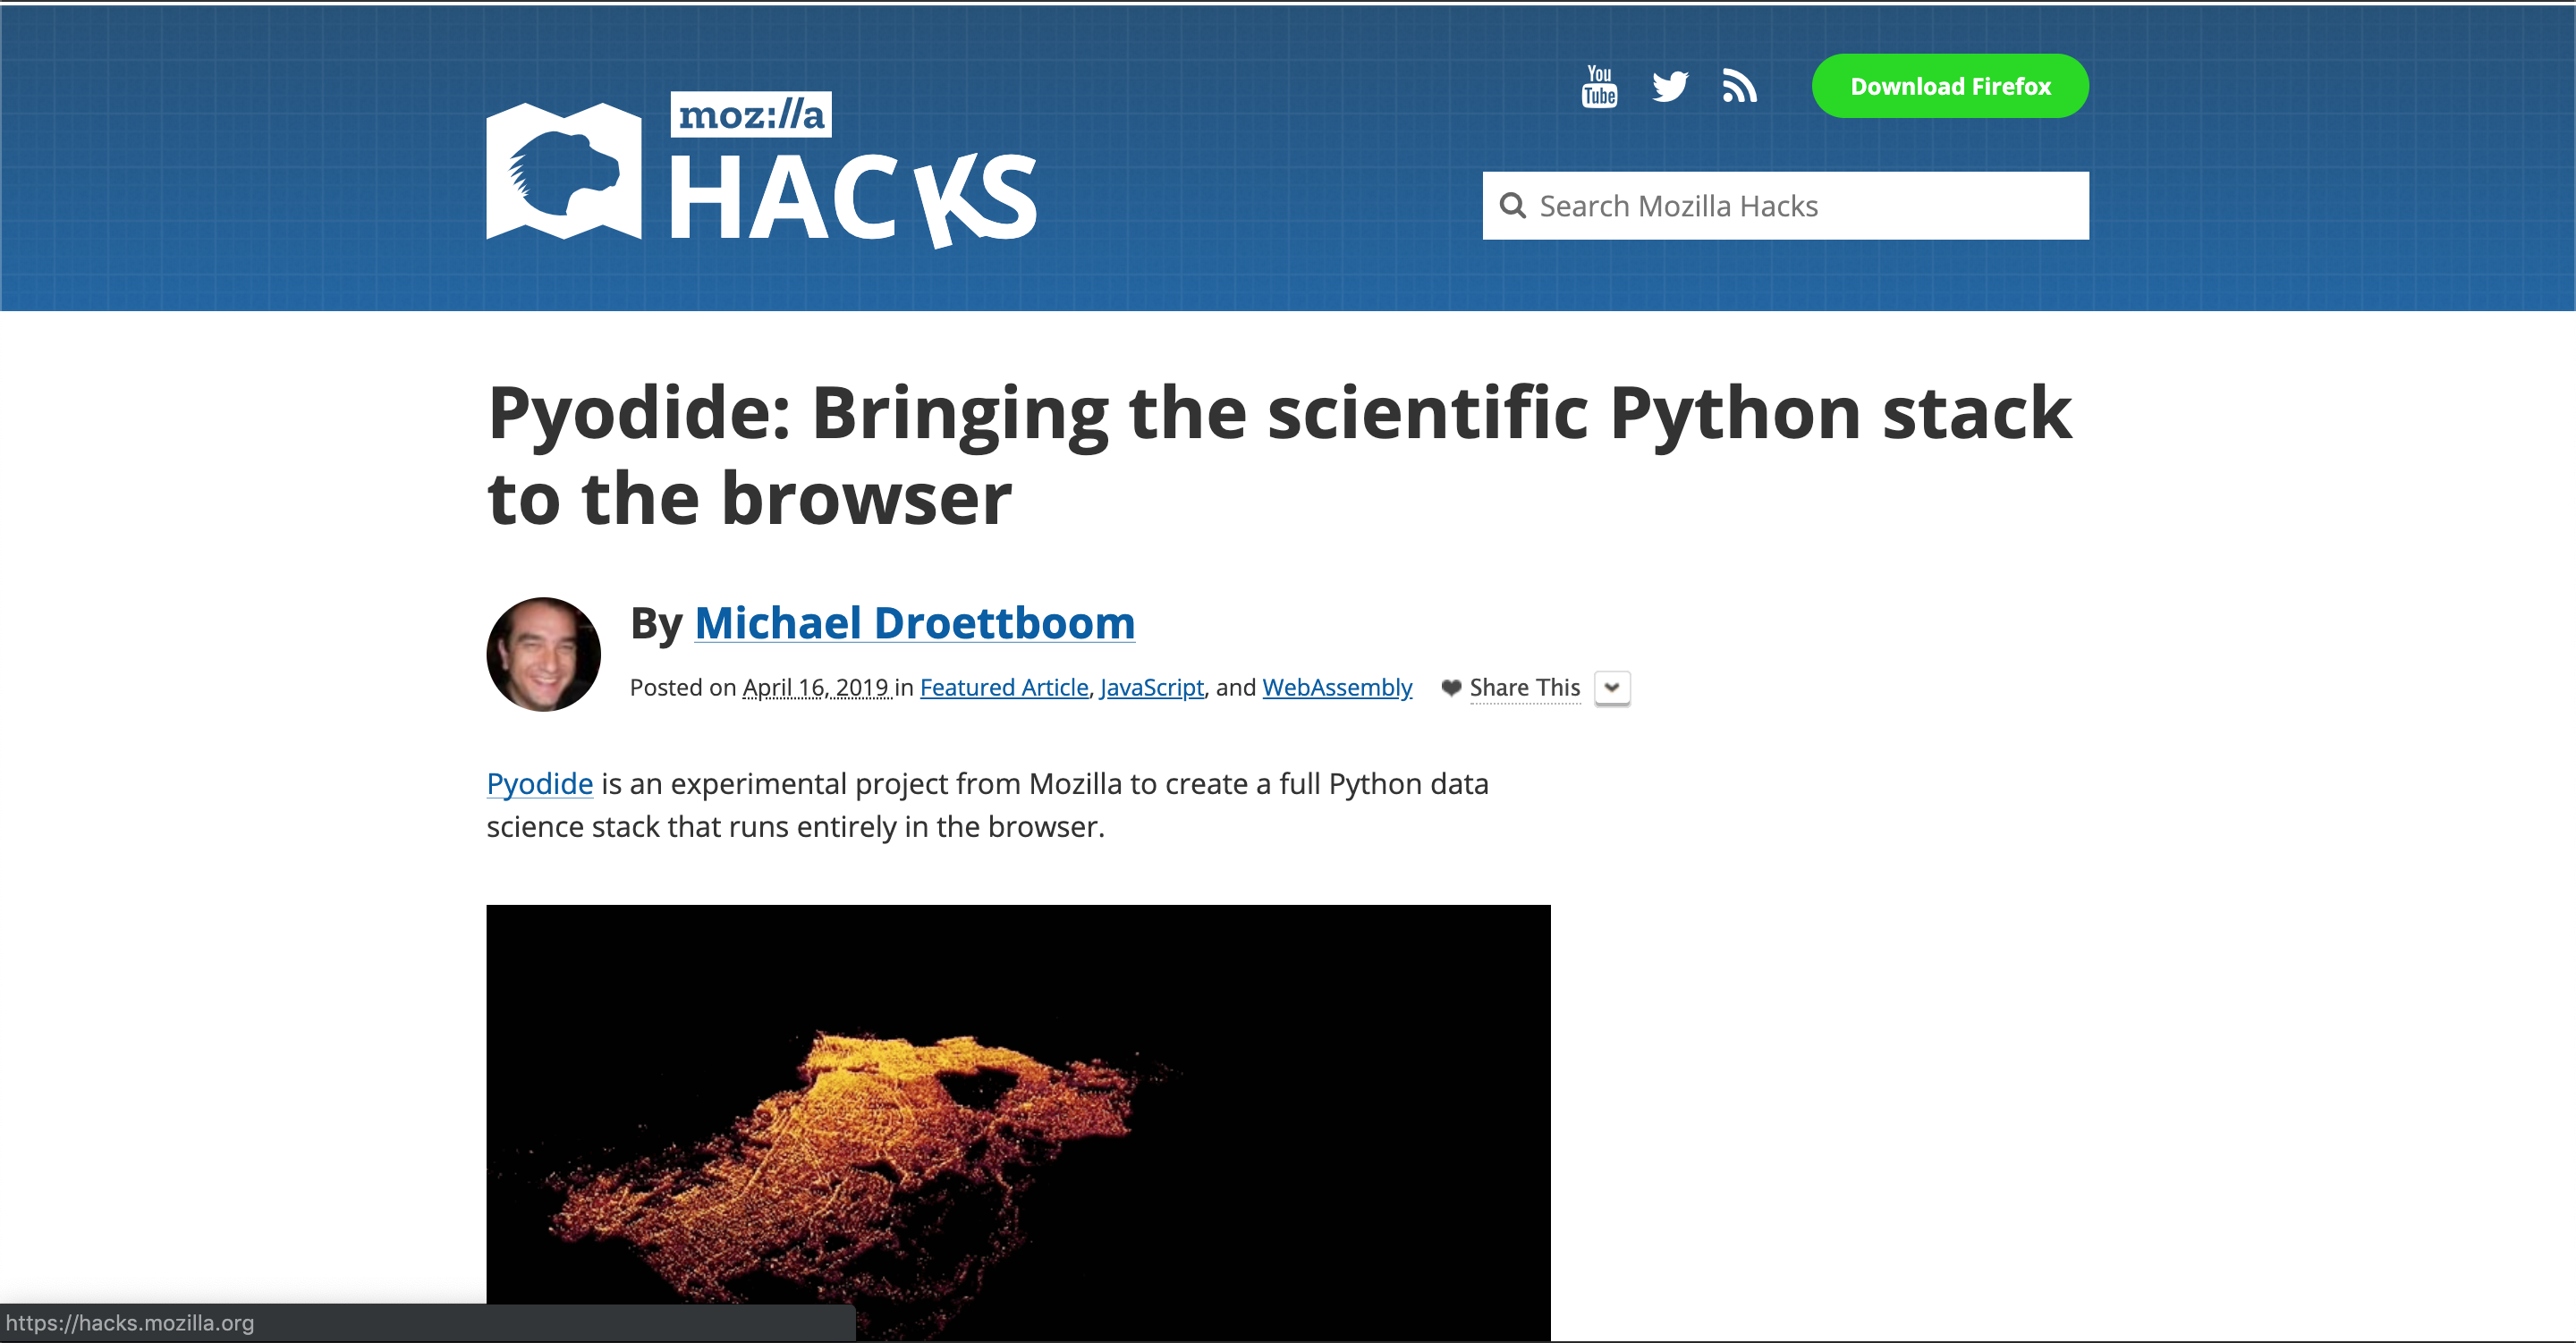 moz://a
HACKS
You
Tube
Download Firefox
Search Mozilla Hacks
Pyodide: Bringing the scientific Python stack
to the browser
By Michael Droettboom
Posted on April 16, 2019 in Featured Article, JavaScript, and WebAssembly Share This
Pyodide is an experimental project from Mozilla to create a full Python data
science stack that runs entirely in the browser.
https://hacks.mozilla.org